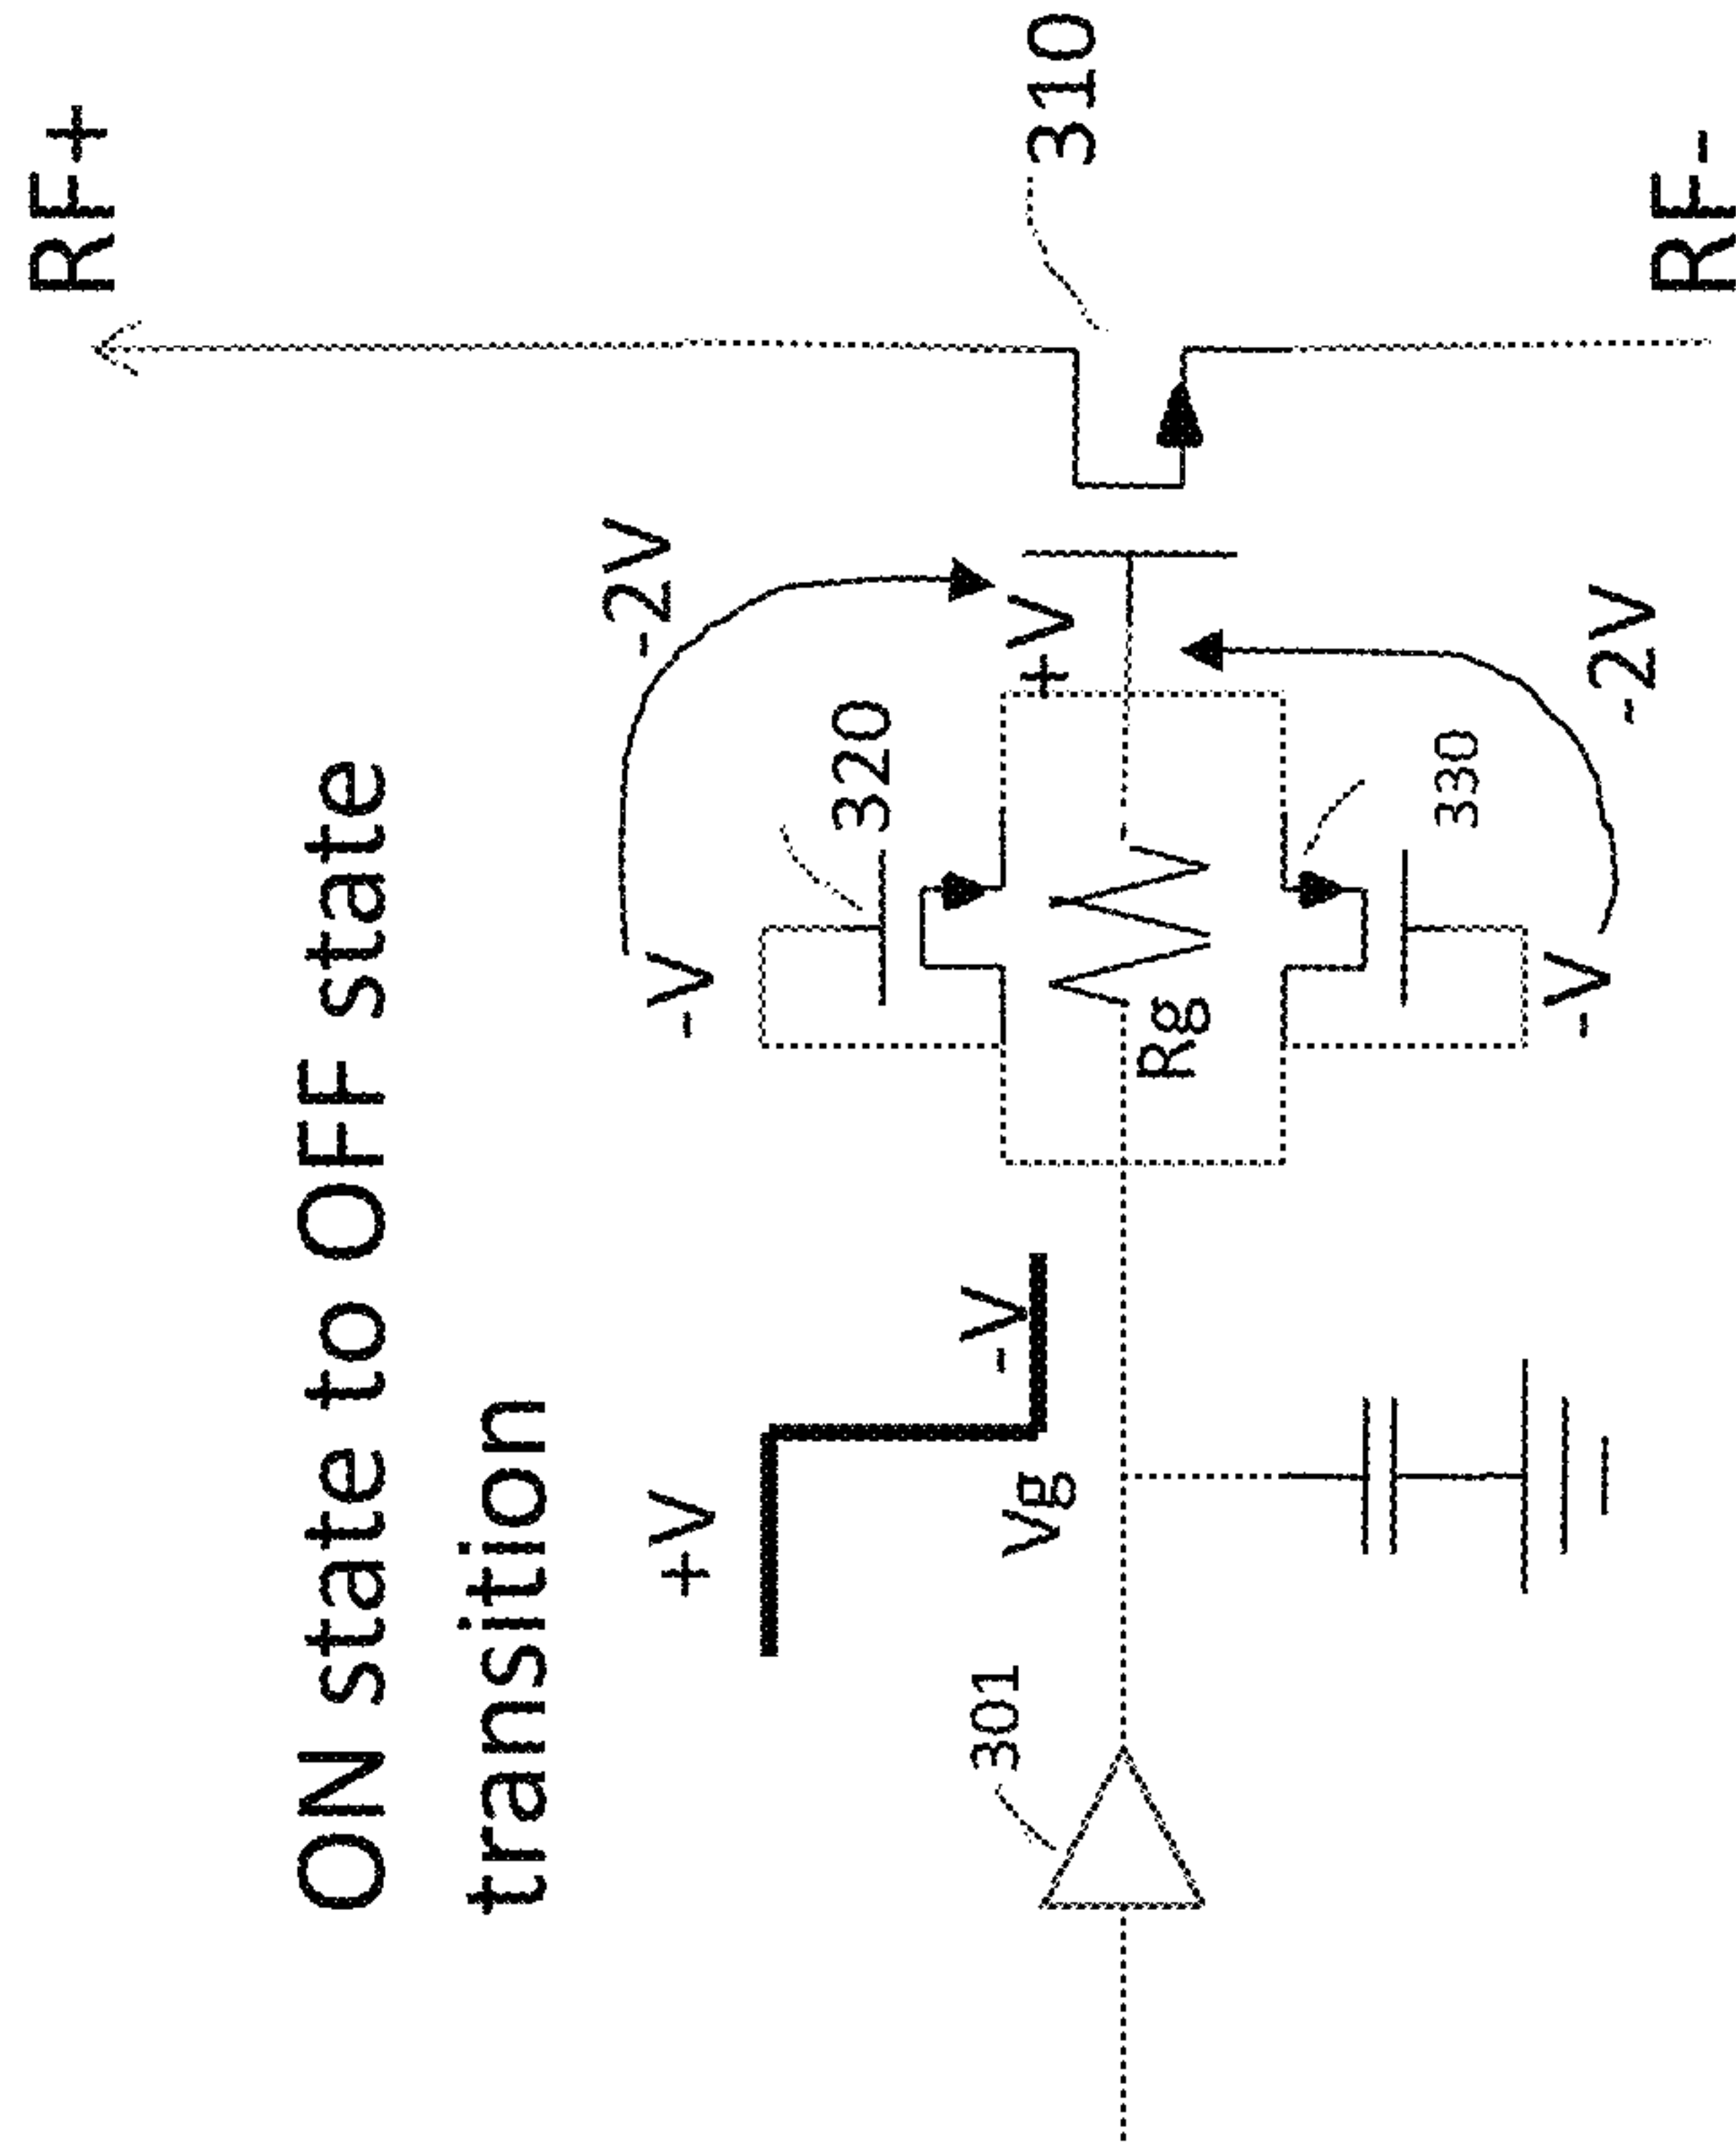 RF+
ON state to OFF state
transition
-2V
+V
-V
320
301
-V
Vg
+V
310
Rg
330
-V
-2V
RF-